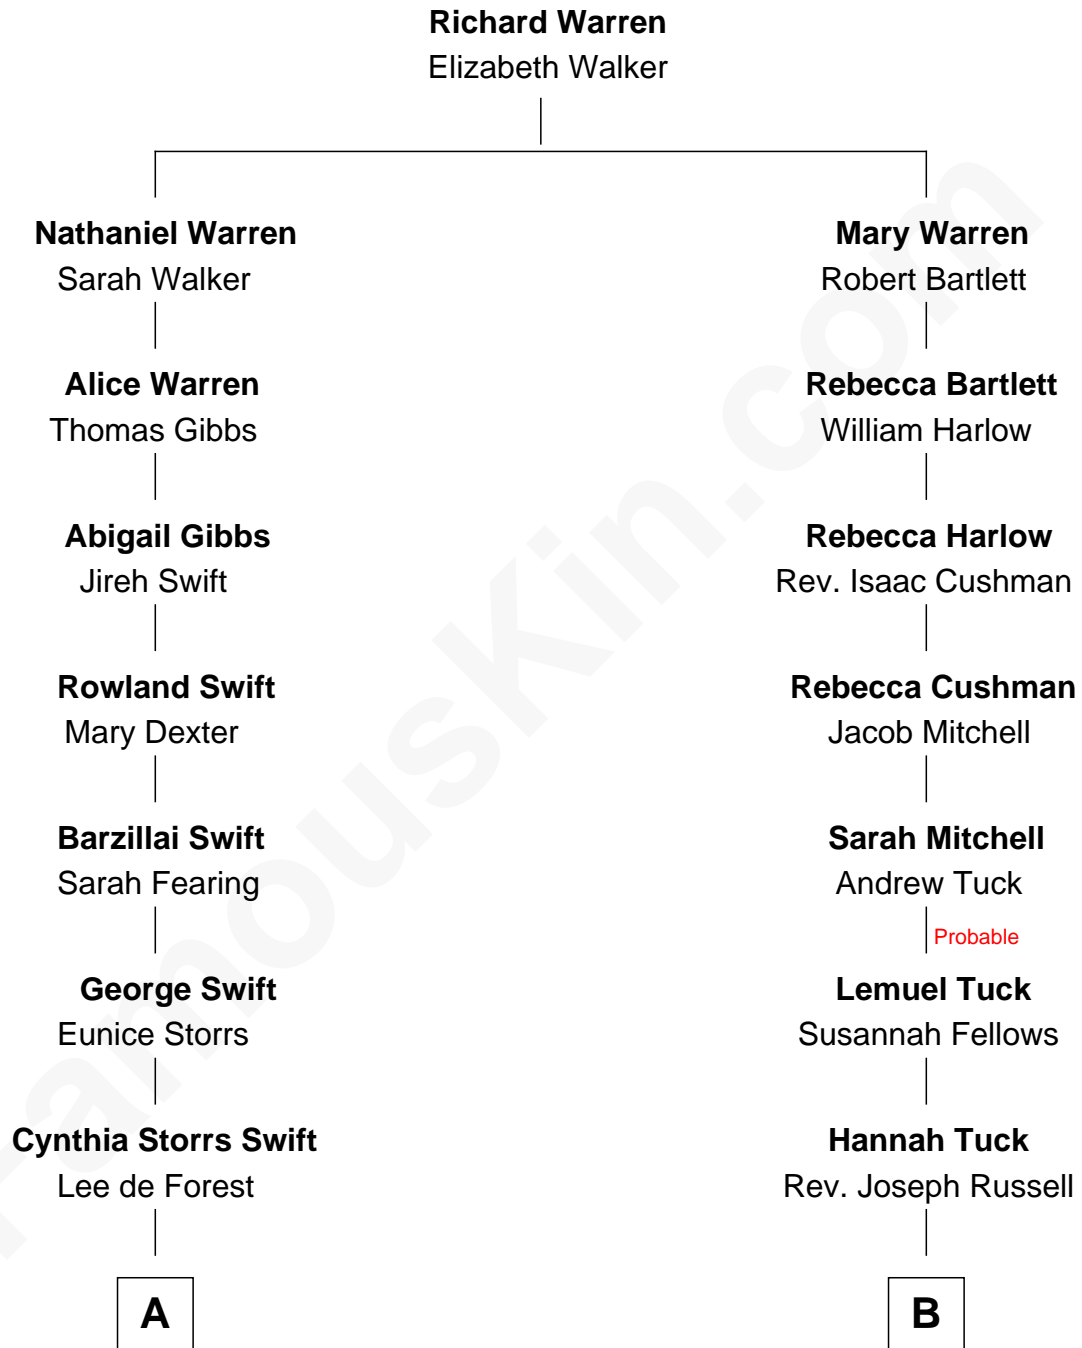 Richard Warren
Elizabeth Walker
Nathaniel Warren
Sarah Walker
Mary Warren
Robert Bartlett
Alice Warren
Thomas Gibbs
Rebecca Bartlett
William Harlow
Abigail Gibbs
Jireh Swift
Rebecca Harlow
Rev. Isaac Cushman
Rowland Swift
Mary Dexter
Rebecca Cushman
Jacob Mitchell
Barzillai Swift
Sarah Fearing
Sarah Mitchell
Andrew Tuck
Probable
George Swift
Eunice Storrs
Lemuel Tuck
Susannah Fellows
Cynthia Storrs Swift
Lee de Forest
Hannah Tuck
Rev. Joseph Russell
A
B
FamousKin.com